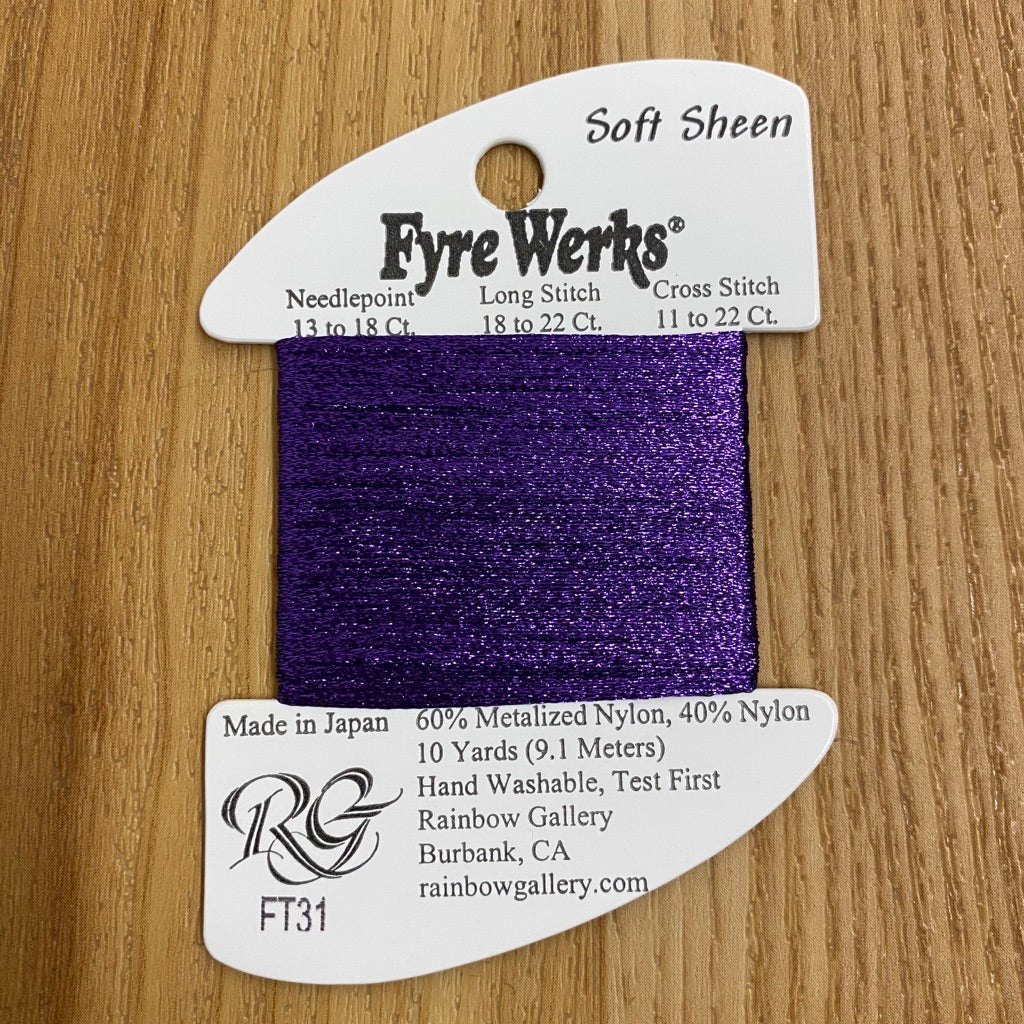 Soft Sheen
Fyre Werks®
Needlepoint Long Stitch Cross Stitch
13 to 18 Ct. 18 to 22 Ct. 11 to 22 Ct.
Made in Japan 60% Metalized Nylon, 40% Nylon
10 Yards (9.1 Meters)
Hand Washable, Test First
Rainbow Gallery
Burbank, CA
rainbowgallery.com
RG
FT31